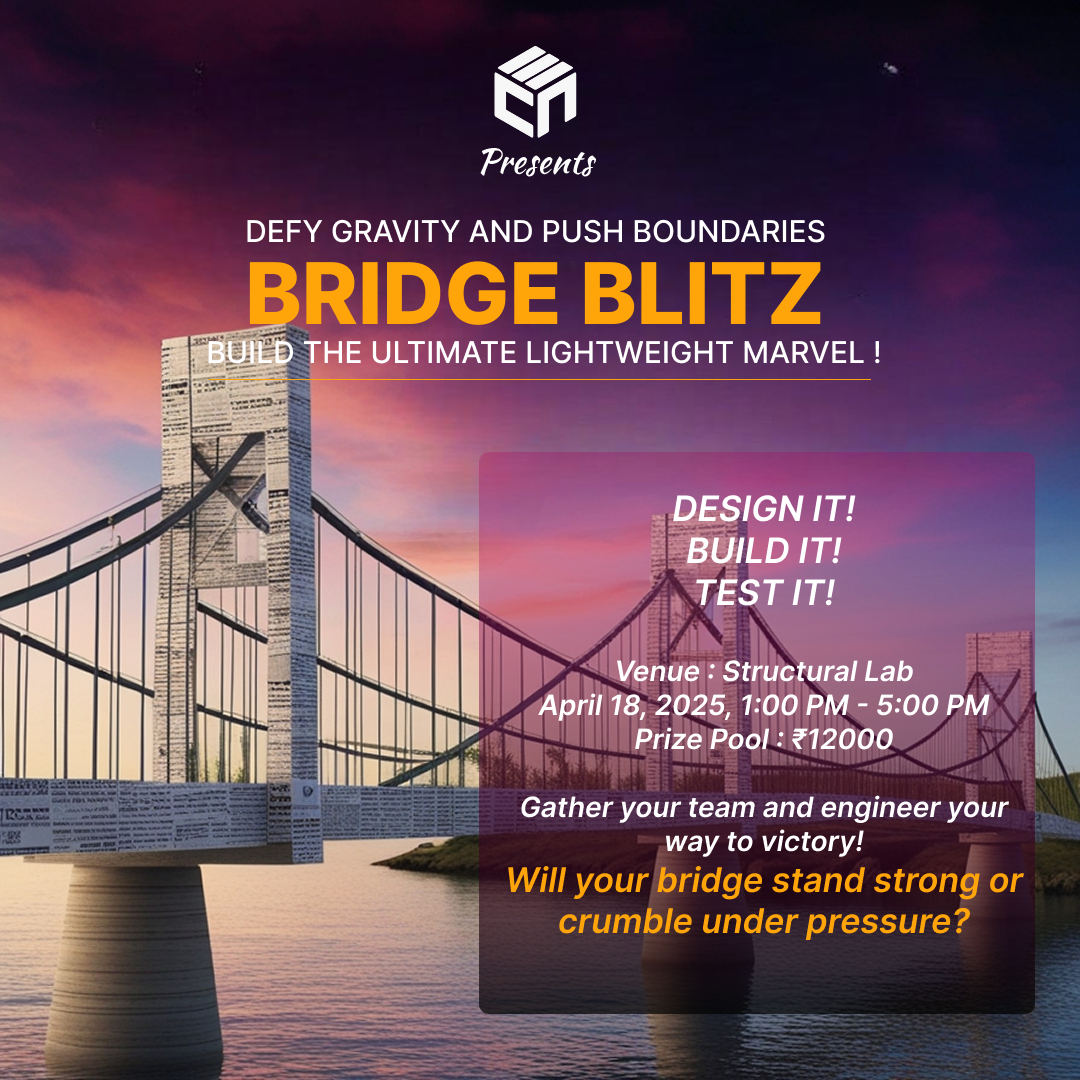 Presents
DEFY GRAVITY AND PUSH BOUNDARIES
BRIDGE BLITZ
BUILD THE ULTIMATE LIGHTWEIGHT MARVEL !
DESIGN IT!
BUILD IT!
TEST IT!
Venue : Structural Lab
April 18, 2025, 1:00 PM - 5:00 PM
Prize Pool : ₹12000
Gather your team and engineer your
way to victory!
Will your bridge stand strong or
crumble under pressure?